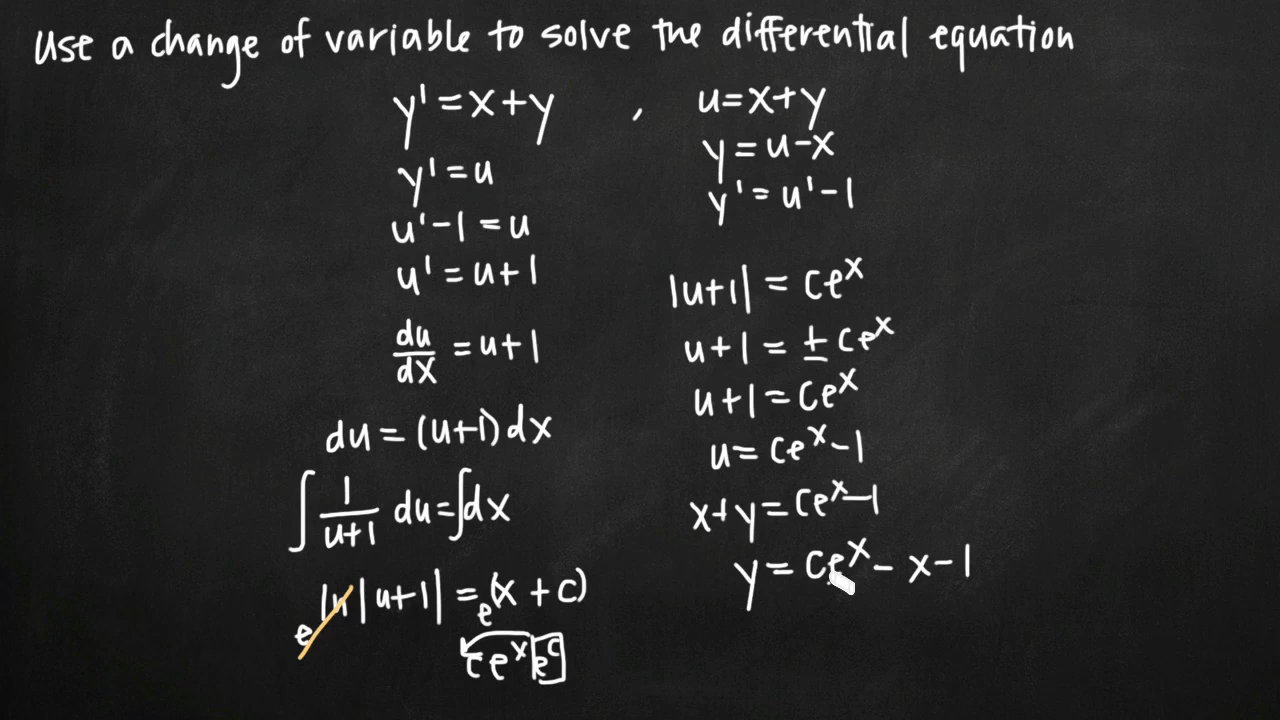 Use a change of variable to solve the differential equation
y' = x + y , u = x + y
y = u - x
y' = u
y' = u' - 1
u' - 1 = u
u' = u + 1
du/dx = u + 1
du = (u+1) dx
∫ 1/(u+1) du = ∫ dx
e ln |u+1| = e (x + c)
c e^x e^c
|u+1| = Ce^x
u + 1 = ± Ce^x
u + 1 = Ce^x
u = Ce^x - 1
x + y = Ce^x - 1
y = Ce^x - x - 1